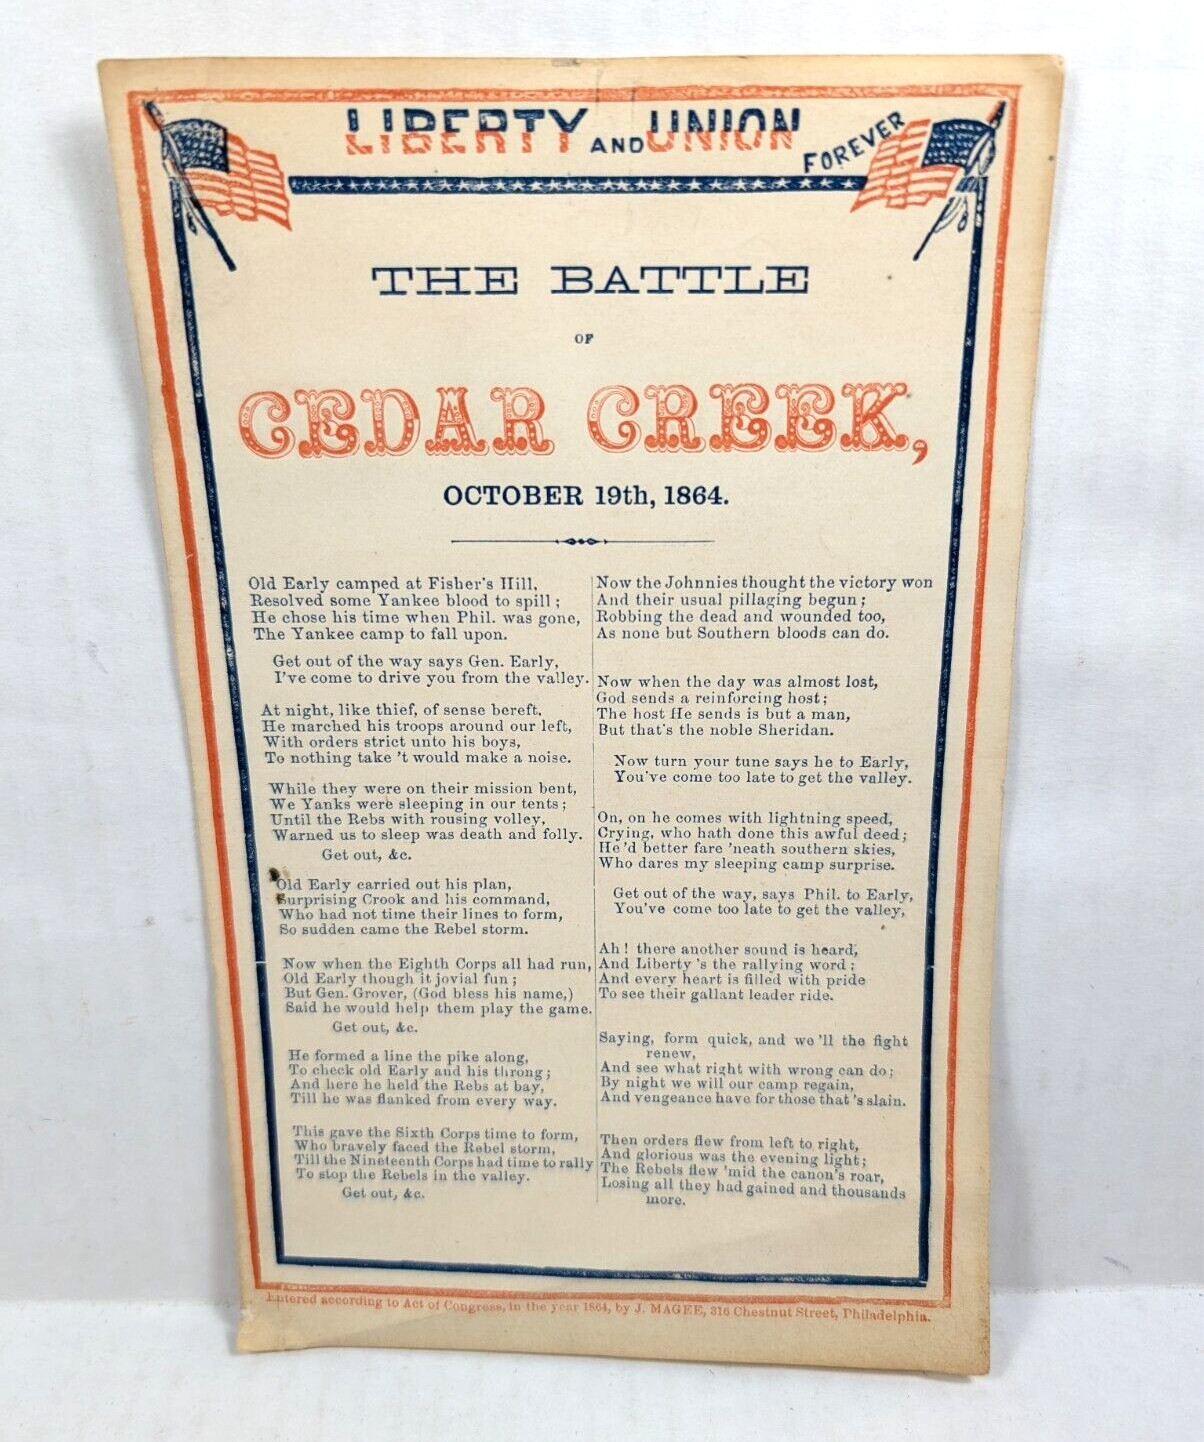 LIBERTY AND UNION FOREVER
THE BATTLE
OF
CEDAR CREEK,
OCTOBER 19th, 1864.
Old Early camped at Fisher's Hill,
Resolved some Yankee blood to spill;
He chose his time when Phil. was gone,
The Yankee camp to fall upon.
Get out of the way says Gen. Early,
I've come to drive you from the valley.
At night, like thief, of sense bereft,
He marched his troops around our left,
With orders strict unto his boys,
To nothing take 't would make a noise.
While they were on their mission bent,
We Yanks were sleeping in our tents;
Until the Rebs with rousing volley,
Warned us to sleep was death and folly.
Get out, &c.
Old Early carried out his plan,
Surprising Crook and his command,
Who had not time their lines to form,
So sudden came the Rebel storm.
Now when the Eighth Corps all had run,
Old Early though it jovial fun;
But Gen. Grover, (God bless his name,)
Said he would help them play the game.
Get out, &c.
He formed a line the pike along,
To check old Early and his throng;
And here he held the Rebs at bay,
Till he was flanked from every way.
This gave the Sixth Corps time to form,
Who bravely faced the Rebel storm,
Till the Nineteenth Corps had time to rally
To stop the Rebels in the valley.
Get out, &c.
Now the Johnnies thought the victory won
And their usual pillaging begun;
Robbing the dead and wounded too,
As none but Southern bloods can do.
Now when the day was almost lost,
God sends a reinforcing host;
The host He sends is but a man,
But that's the noble Sheridan.
Now turn your tune says he to Early,
You've come too late to get the valley.
On, on he comes with lightning speed,
Crying, who hath done this awful deed;
He'd better fare 'neath southern skies,
Who dares my sleeping camp surprise.
Get out of the way, says Phil. to Early,
You've come too late to get the valley,
Ah! there another sound is heard,
And Liberty 's the rallying word;
And every heart is filled with pride
To see their gallant leader ride.
Saying, form quick, and we 'll the fight
renew,
And see what right with wrong can do;
By night we will our camp regain,
And vengeance have for those that 's slain.
Then orders flew from left to right,
And glorious was the evening light;
The Rebels flew 'mid the canon's roar,
Losing all they had gained and thousands
more.
Entered according to Act of Congress, in the year 1864, by J. MAGEE, 316 Chestnut Street, Philadelphia.